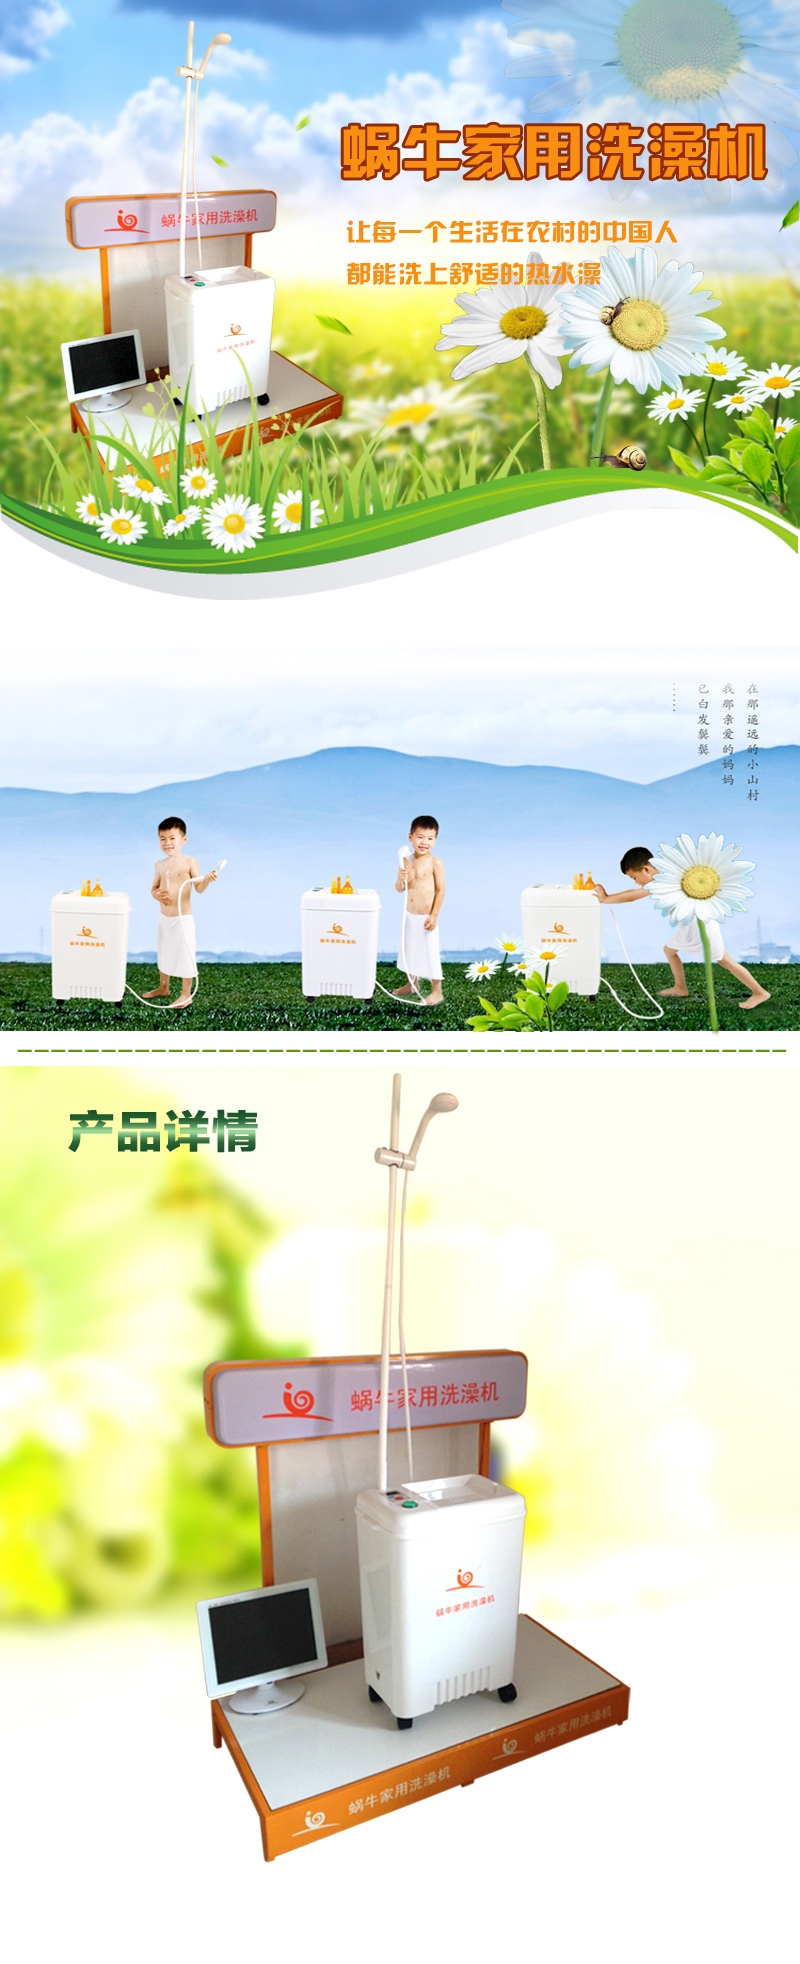 蜗牛家用洗澡机
让每一个生活在农村的中国人
都能洗上舒适的热水澡
蜗牛家用洗澡机
蜗牛家用洗澡机
在那遥远的小山村
我那亲爱的妈妈
已白发鬓鬓
……
蜗牛家用洗澡机
蜗牛家用洗澡机
蜗牛家用洗澡机
产品详情
蜗牛家用洗澡机
蜗牛家用洗澡机
蜗牛家用洗澡机
蜗牛家用洗澡机